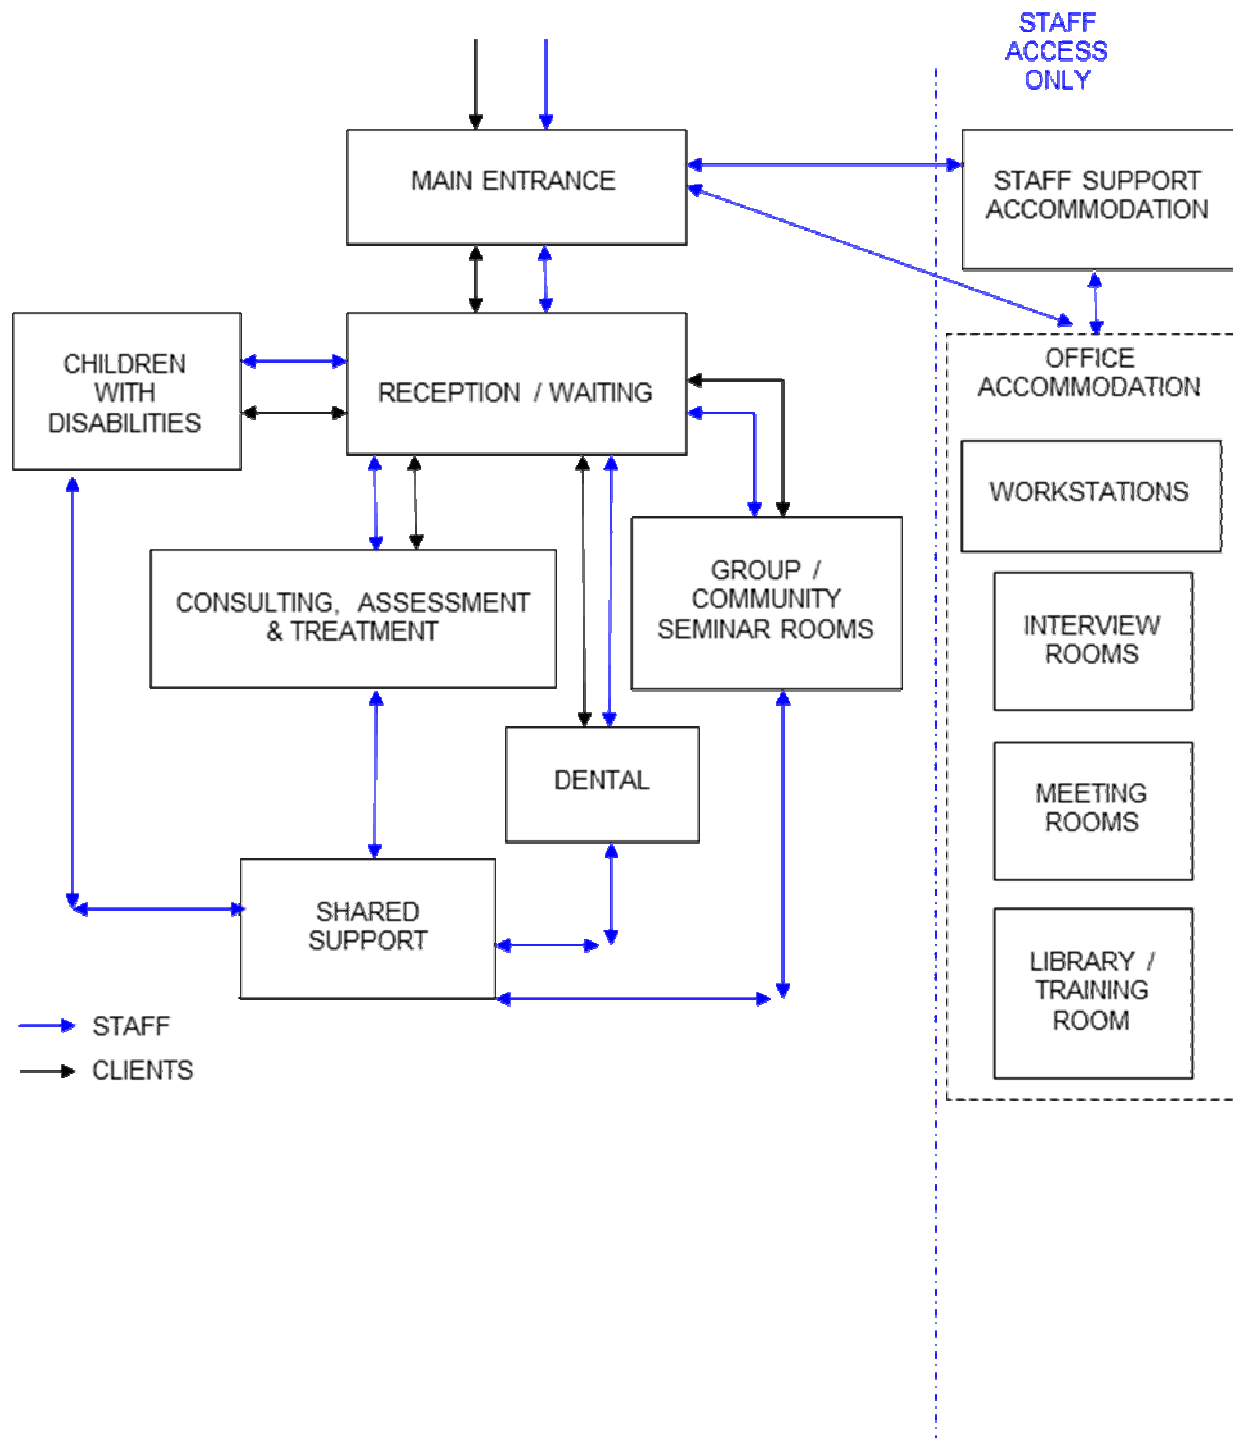 STAFF
ACCESS
ONLY
MAIN ENTRANCE
STAFF SUPPORT
ACCOMMODATION
CHILDREN
WITH
DISABILITIES
RECEPTION / WAITING
OFFICE
ACCOMMODATION
WORKSTATIONS
CONSULTING, ASSESSMENT
& TREATMENT
GROUP /
COMMUNITY
SEMINAR ROOMS
INTERVIEW
ROOMS
DENTAL
MEETING
ROOMS
SHARED
SUPPORT
LIBRARY /
TRAINING
ROOM
STAFF
CLIENTS